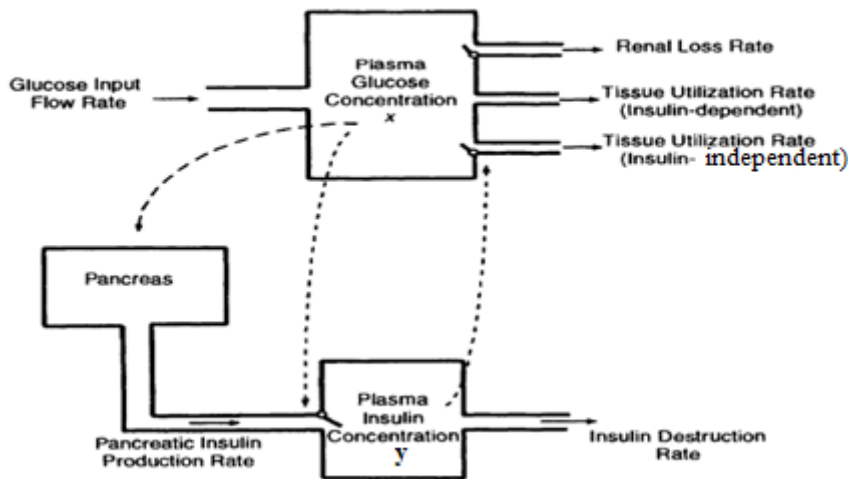 Glucose Input
Flow Rate
Plasma
Glucose
Concentration
x
Renal Loss Rate
Tissue Utilization Rate
(Insulin-dependent)
Tissue Utilization Rate
(Insulin- independent)
Pancreas
Pancreatic Insulin
Production Rate
Plasma
Insulin
Concentration
y
Insulin Destruction
Rate